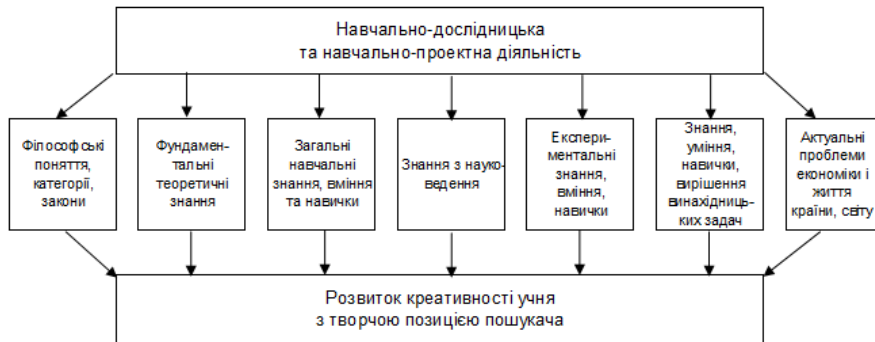 Навчально-дослідницька
та навчально-проектна діяльність
Філософські
поняття,
категорії,
закони
Фундамен-
тальні
теоретичні
знання
Загальні
навчальні
знання, вміння
та навички
Знання з науко-
ведення
Експери-
ментальні
знання,
вміння,
навички
Знання,
уміння,
навички,
вирішення
винахідниць-
ких задач
Актуальні
проблеми
економіки і
життя
країни, світу
Розвиток креативності учня
з творчою позицією пошукача